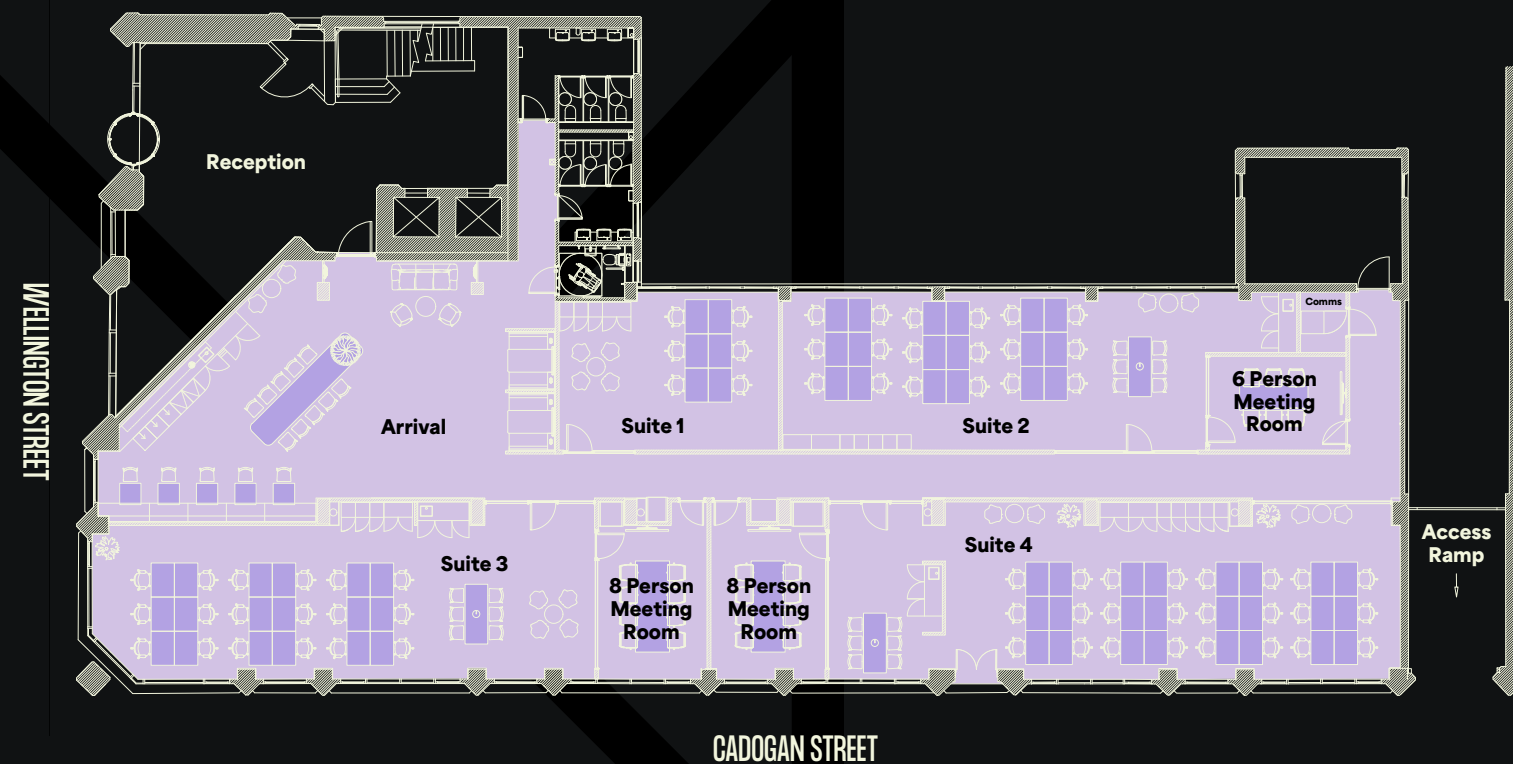 Reception
Comms
6 Person
Meeting
Room
Arrival
Suite 1
Suite 2
WELLINGTON STREET
Suite 3
8 Person
Meeting
Room
8 Person
Meeting
Room
Suite 4
Access
Ramp
CADOGAN STREET